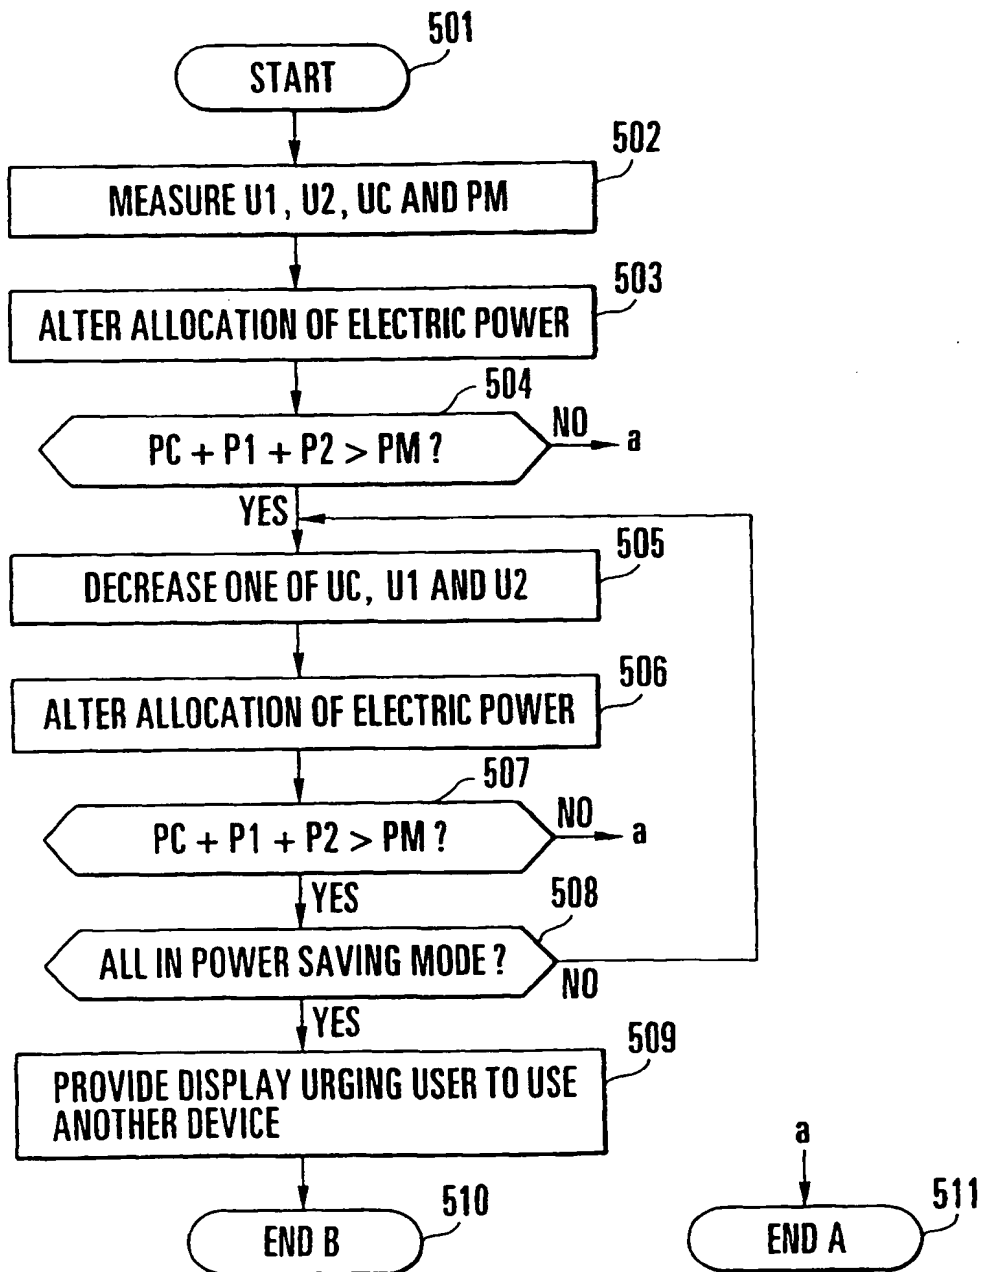 501
START
502
MEASURE U1, U2, UC AND PM
503
ALTER ALLOCATION OF ELECTRIC POWER
504
PC + P1 + P2 > PM ?
NO
a
YES
505
DECREASE ONE OF UC, U1 AND U2
506
ALTER ALLOCATION OF ELECTRIC POWER
507
PC + P1 + P2 > PM ?
NO
a
YES
508
ALL IN POWER SAVING MODE ?
NO
YES
509
PROVIDE DISPLAY URGING USER TO USE
ANOTHER DEVICE
510
END B
a
511
END A